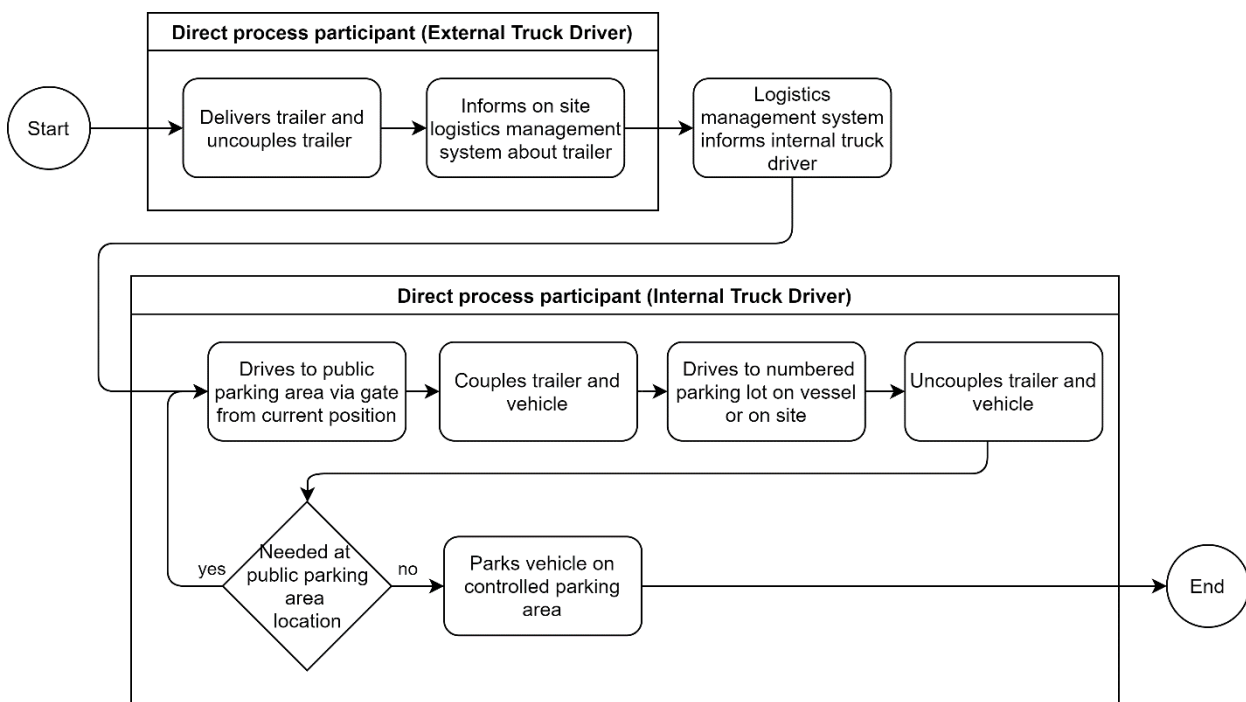 Direct process participant (External Truck Driver)
Start
Delivers trailer and
uncouples trailer
Informs on site
logistics management
system about trailer
Logistics
management system
informs internal truck
driver
Direct process participant (Internal Truck Driver)
Drives to public
parking area via gate
from current position
Couples trailer and
vehicle
Drives to numbered
parking lot on vessel
or on site
Uncouples trailer and
vehicle
Needed at
public parking
area
location
yes
no
Parks vehicle on
controlled parking
area
End